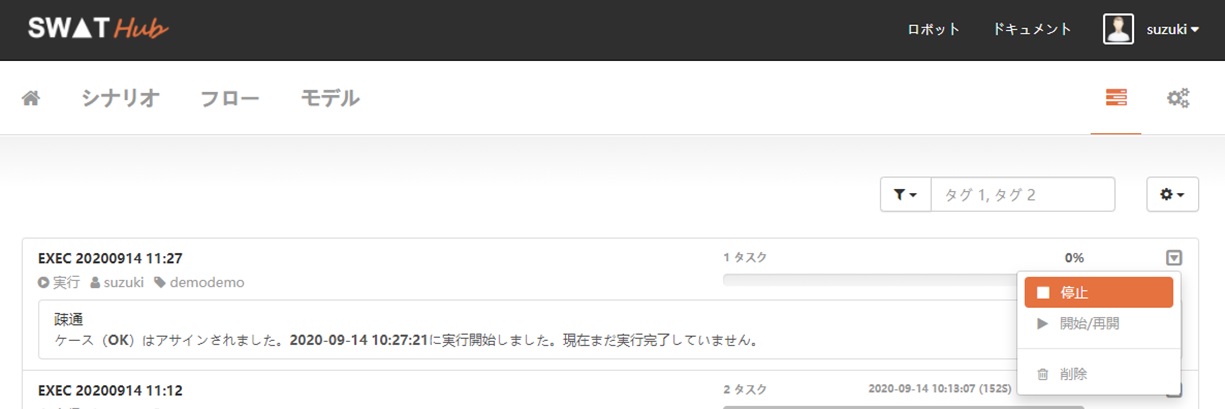 SWAT Hub
ロボット ドキュメント suzuki
シナリオ フロー モデル
タグ 1, タグ 2
EXEC 20200914 11:27 1 タスク 0%
実行 suzuki demodemo
停止
疎通
開始/再開
ケース（OK）はアサインされました。2020-09-14 10:27:21に実行開始しました。現在まだ実行完了していません。
削除
EXEC 20200914 11:12 2 タスク 2020-09-14 10:13:07 (152S)